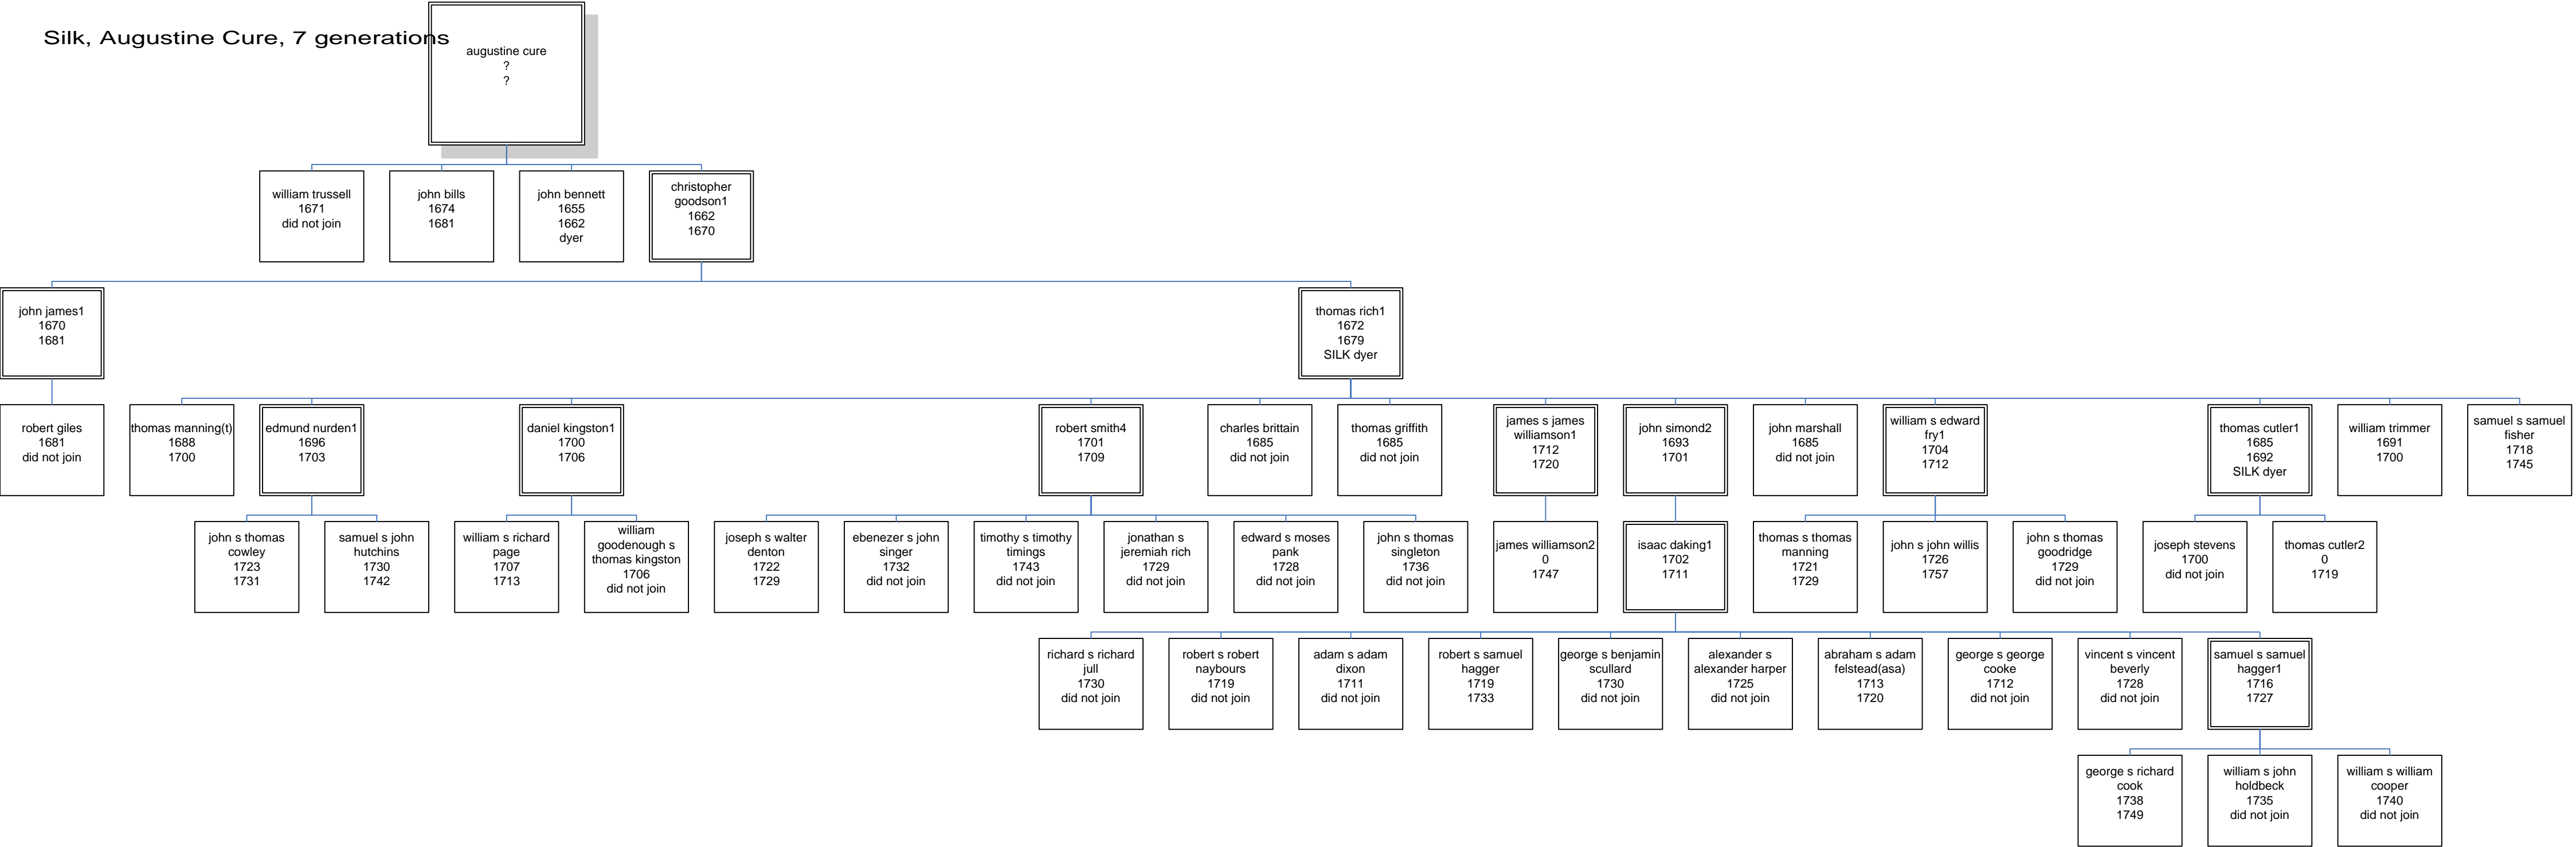 Silk, Augustine Cure, 7 generations
augustine cure
?
?
william trussell
1671
did not join
john bills
1674
1681
john bennett
1655
1662
dyer
christopher
goodson1
1662
1670
john james1
1670
1681
thomas rich1
1672
1679
SILK dyer
robert giles
1681
did not join
thomas manning(t)
1688
1700
edmund nurden1
1696
1703
daniel kingston1
1700
1706
robert smith4
1701
1709
charles brittain
1685
did not join
thomas griffith
1685
did not join
james s james
williamson1
1712
1720
john simond2
1693
1701
john marshall
1685
did not join
william s edward
fry1
1704
1712
thomas cutler1
1685
1692
SILK dyer
william trimmer
1691
1700
samuel s samuel
fisher
1718
1745
john s thomas
cowley
1723
1731
samuel s john
hutchins
1730
1742
william s richard
page
1707
1713
william
goodenough s
thomas kingston
1706
did not join
joseph s walter
denton
1722
1729
ebenezer s john
singer
1732
did not join
timothy s timothy
timings
1743
did not join
jonathan s
jeremiah rich
1729
did not join
edward s moses
pank
1728
did not join
john s thomas
singleton
1736
did not join
james williamson2
0
1747
isaac daking1
1702
1711
thomas s thomas
manning
1721
1729
john s john willis
1726
1757
john s thomas
goodridge
1729
did not join
joseph stevens
1700
did not join
thomas cutler2
0
1719
richard s richard
jull
1730
did not join
robert s robert
naybours
1719
did not join
adam s adam
dixon
1711
did not join
robert s samuel
hagger
1719
1733
george s benjamin
scullard
1730
did not join
alexander s
alexander harper
1725
did not join
abraham s adam
felstead(asa)
1713
1720
george s george
cooke
1712
did not join
vincent s vincent
beverly
1728
did not join
samuel s samuel
hagger1
1716
1727
george s richard
cook
1738
1749
william s john
holdbeck
1735
did not join
william s william
cooper
1740
did not join